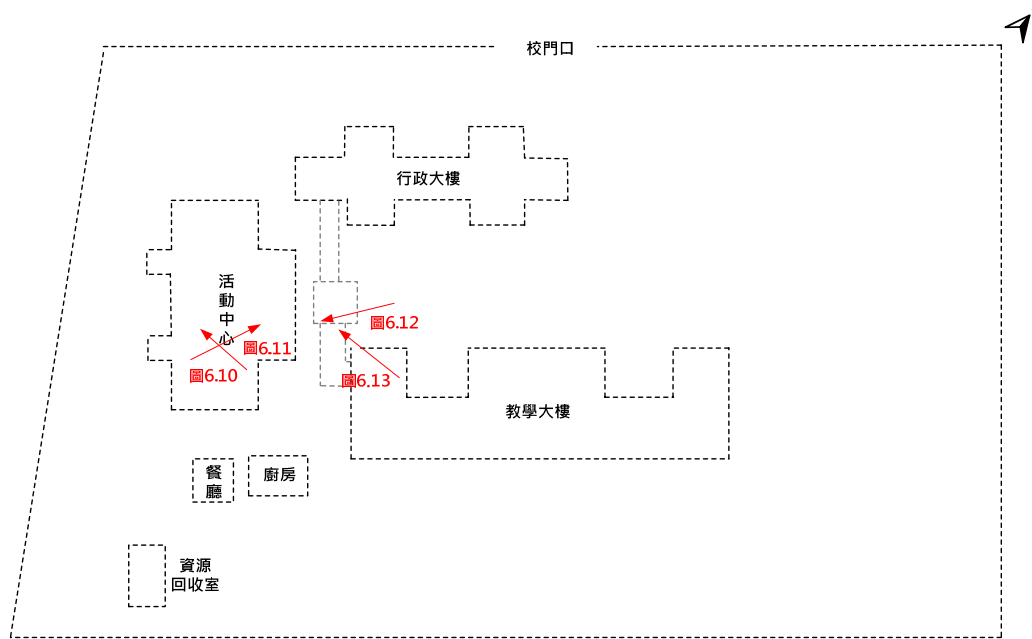 校門口
行政大樓
活
動
中
心
圖6.12
圖6.11
圖6.10
圖6.13
教學大樓
餐
廳
廚房
資源
回收室